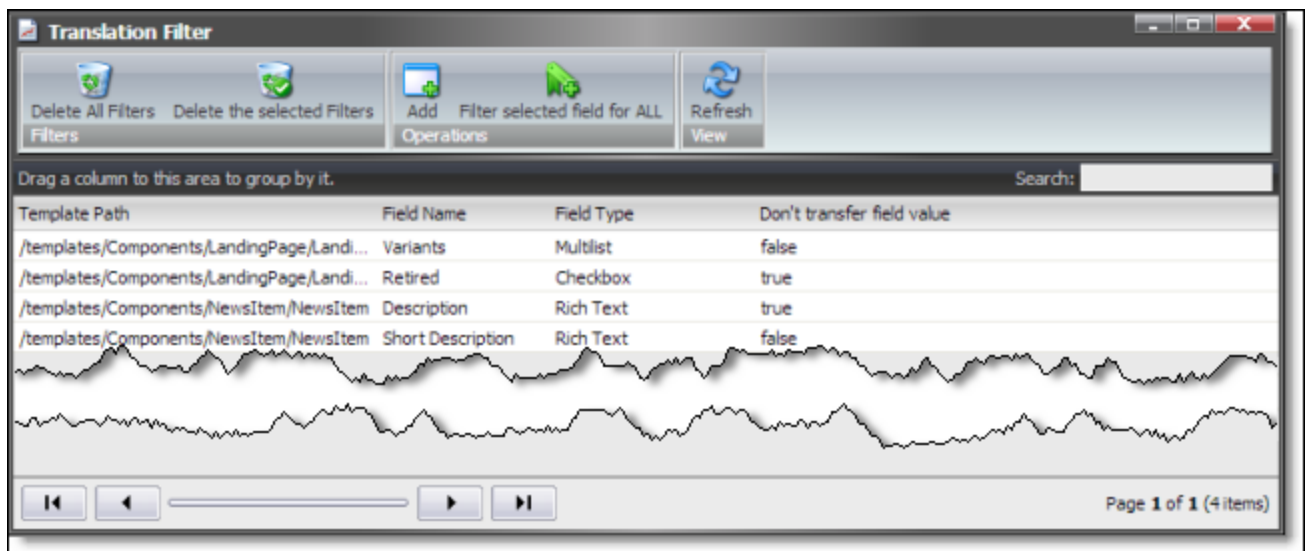 Translation Filter
Delete All Filters Delete the selected Filters Add Filter selected field for ALL Refresh
Filters Operations View
Drag a column to this area to group by it. Search:
Template Path Field Name Field Type Don't transfer field value
/templates/Components/LandingPage/Landi... Variants Multilist false
/templates/Components/LandingPage/Landi... Retired Checkbox true
/templates/Components/NewsItem/NewsItem Description Rich Text true
/templates/Components/NewsItem/NewsItem Short Description Rich Text false
Page 1 of 1 (4 items)